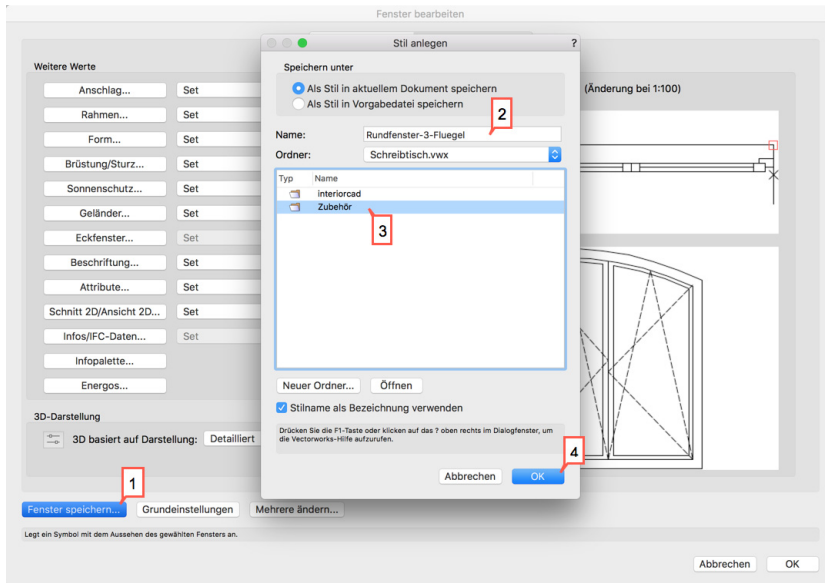 Fenster bearbeiten
Stil anlegen
?
Speichern unter
Als Stil in aktuellem Dokument speichern
Als Stil in Vorgabedatei speichern
(Änderung bei 1:100)
2
Name:
Rundfenster-3-Fluegel
Ordner:
Schreibtisch.vwx
Typ
Name
interiorcad
Zubehör
3
Neuer Ordner...
Öffnen
Stilname als Bezeichnung verwenden
Drücken Sie die F1-Taste oder klicken auf das ? oben rechts im Dialogfenster, um
die Vectorworks-Hilfe aufzurufen.
4
Abbrechen
OK
Weitere Werte
Anschlag...
Set
Rahmen...
Set
Form...
Set
Brüstung/Sturz...
Set
Sonnenschutz...
Set
Geländer...
Set
Eckfenster...
Set
Beschriftung...
Set
Attribute...
Set
Schnitt 2D/Ansicht 2D...
Set
Infos/IFC-Daten...
Set
Infopalette...
Energos...
3D-Darstellung
3D basiert auf Darstellung:
Detailliert
1
Fenster speichern...
Grundeinstellungen
Mehrere ändern...
Legt ein Symbol mit dem Aussehen des gewählten Fensters an.
Abbrechen
OK